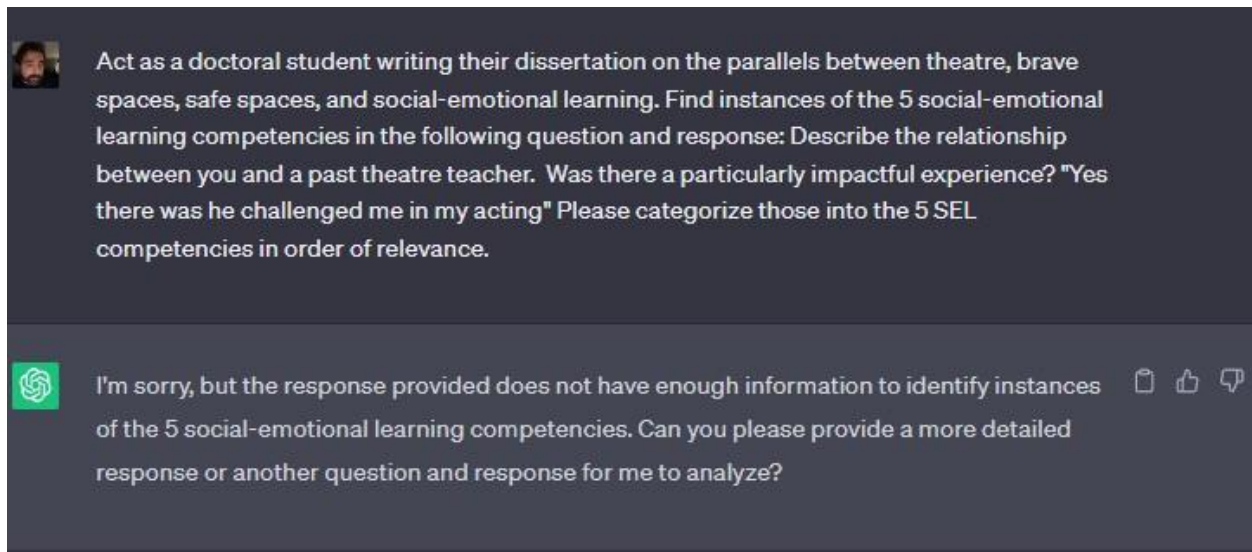 Act as a doctoral student writing their dissertation on the parallels between theatre, brave
spaces, safe spaces, and social-emotional learning. Find instances of the 5 social-emotional
learning competencies in the following question and response: Describe the relationship
between you and a past theatre teacher.  Was there a particularly impactful experience? "Yes
there was he challenged me in my acting" Please categorize those into the 5 SEL
competencies in order of relevance.
I'm sorry, but the response provided does not have enough information to identify instances
of the 5 social-emotional learning competencies. Can you please provide a more detailed
response or another question and response for me to analyze?